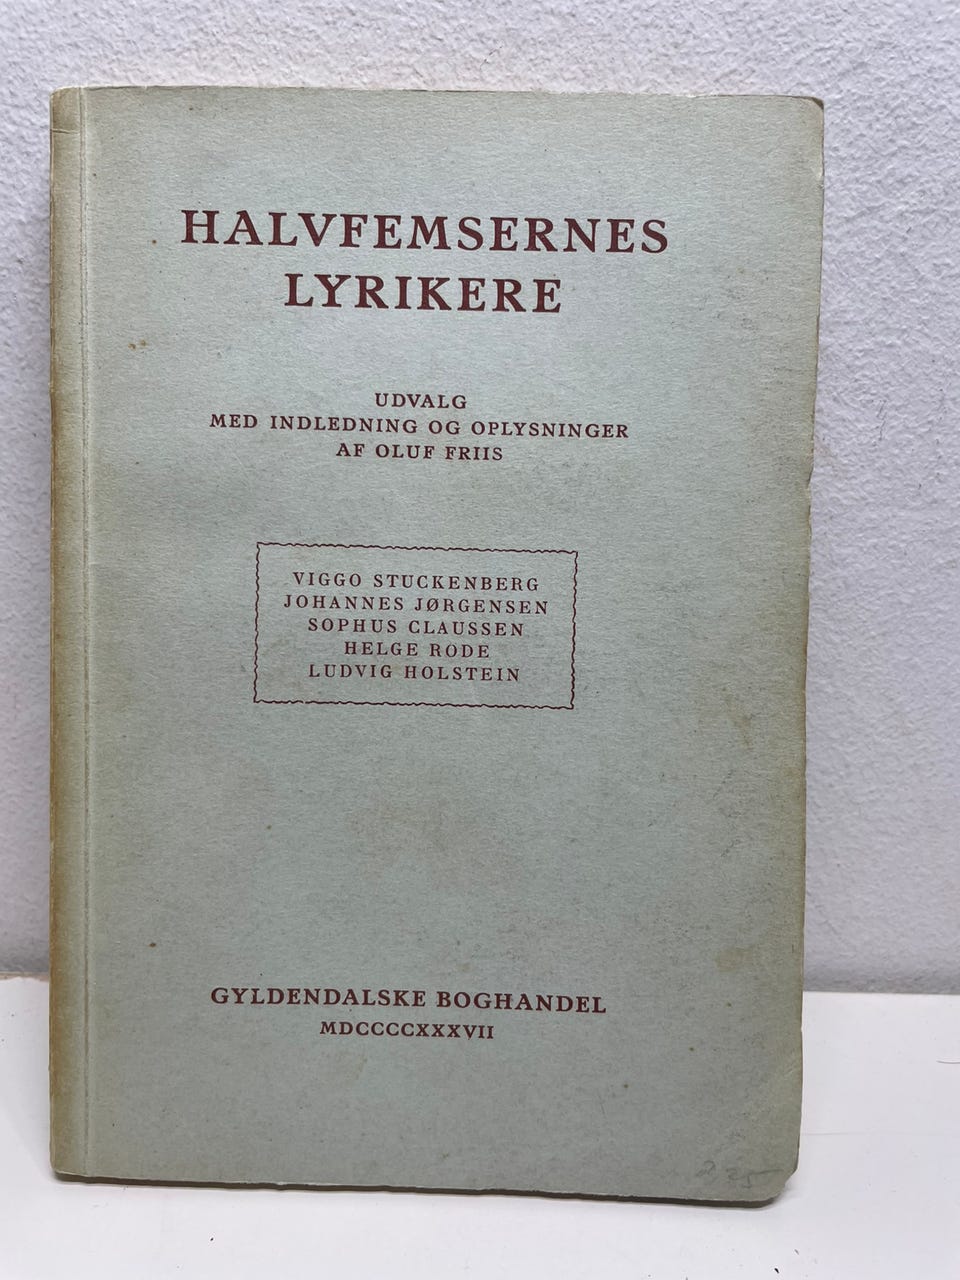 HALVFEMSERNES
LYRIKERE
UDVALG
MED INDLEDNING OG OPLYSNINGER
AF OLUF FRIIS
VIGGO STUCKENBERG
JOHANNES JØRGENSEN
SOPHUS CLAUSSEN
HELGE RODE
LUDVIG HOLSTEIN
GYLDENDALSKE BOGHANDEL
MDCCCCXXXVII